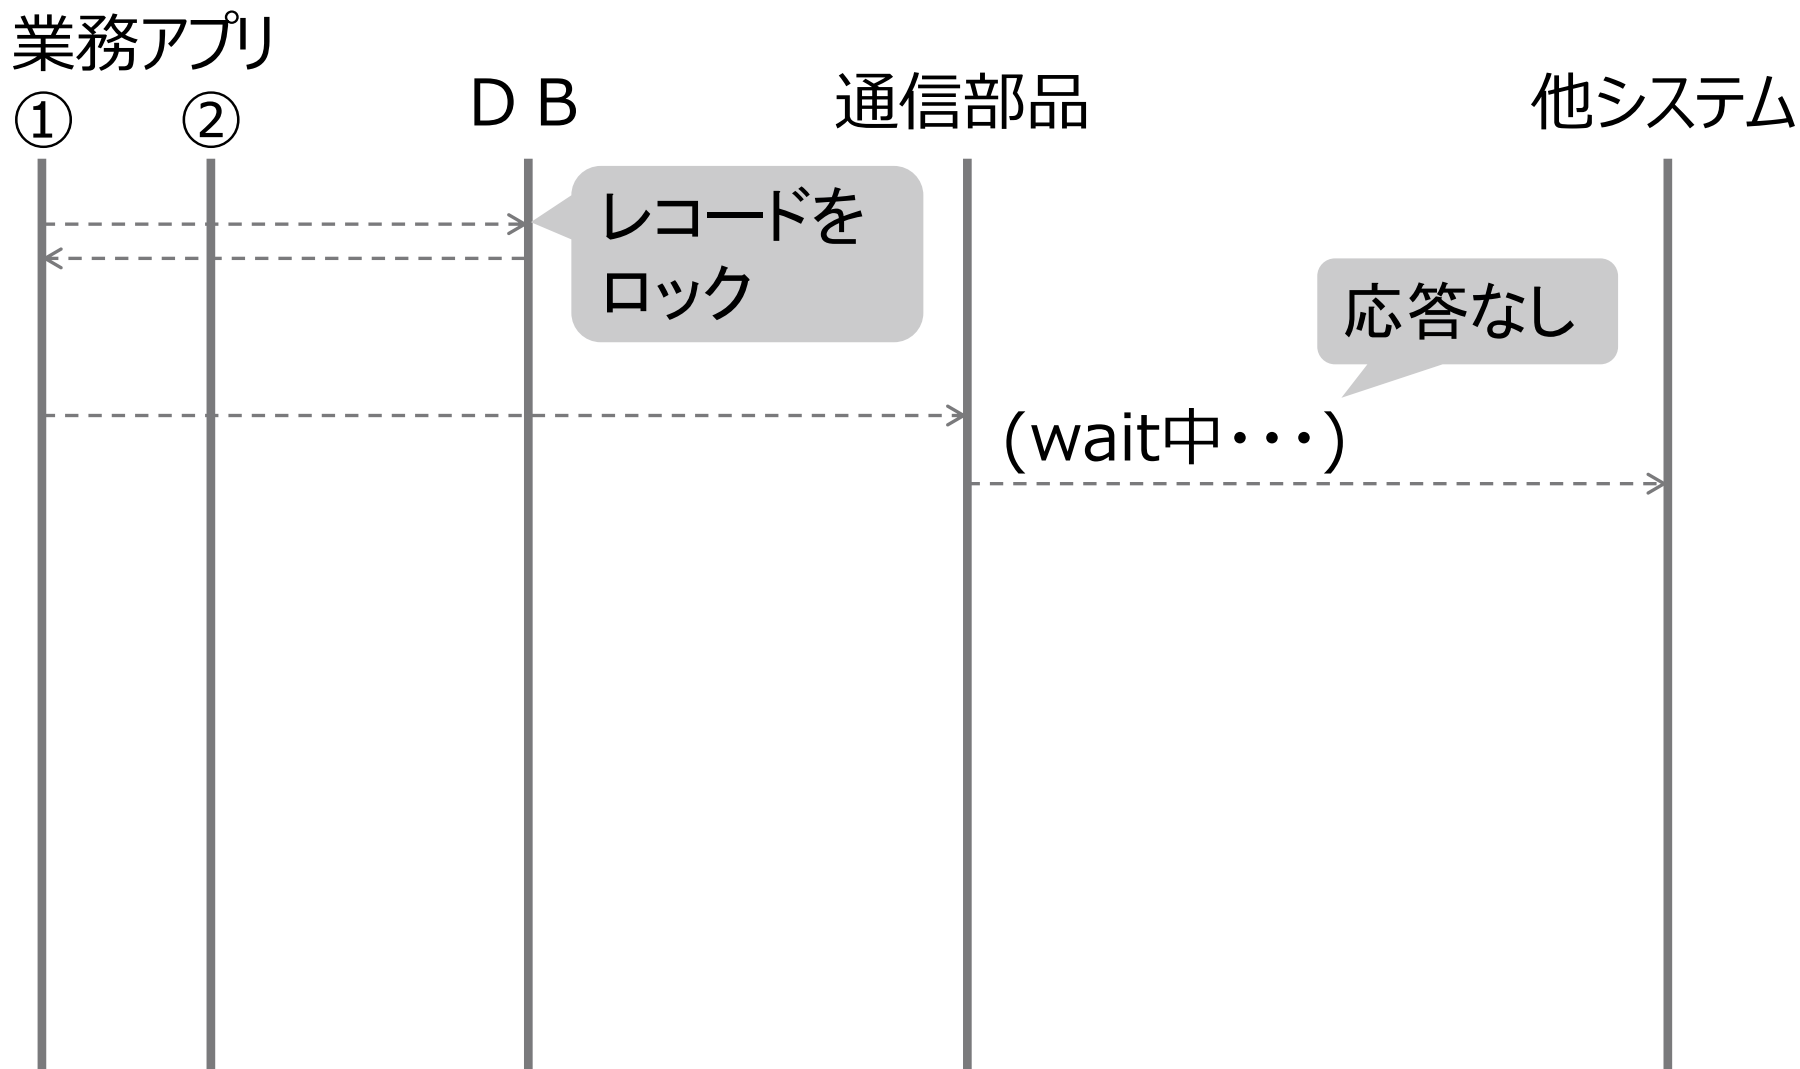 業務アプリ
① ②
DB
通信部品
他システム
レコードを
ロック
応答なし
(wait中･･･)